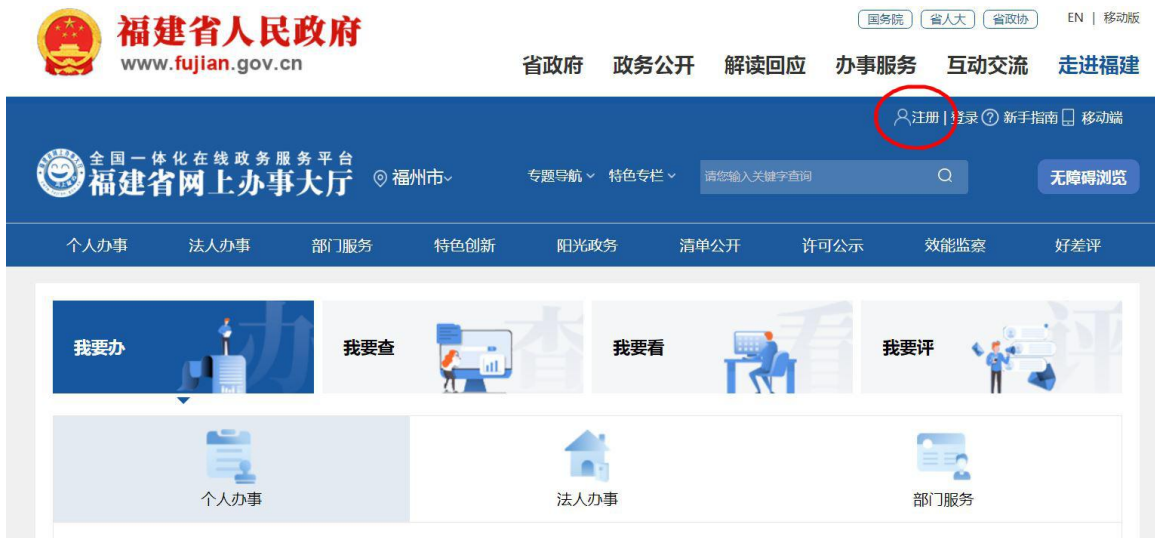 国务院 省人大 省政协 EN | 移动版
福建省人民政府
www.fujian.gov.cn
省政府 政务公开 解读回应 办事服务 互动交流 走进福建
注册 | 登录 新手指南 移动端
全国一体化在线政务服务平台
福建省网上办事大厅
福州市 专题导航 特色专栏 请您输入关键字查询 无障碍浏览
个人办事 法人办事 部门服务 特色创新 阳光政务 清单公开 许可公示 效能监察 好差评
我要办 办 我要查 查 我要看 看 我要评 评
个人办事 法人办事 部门服务